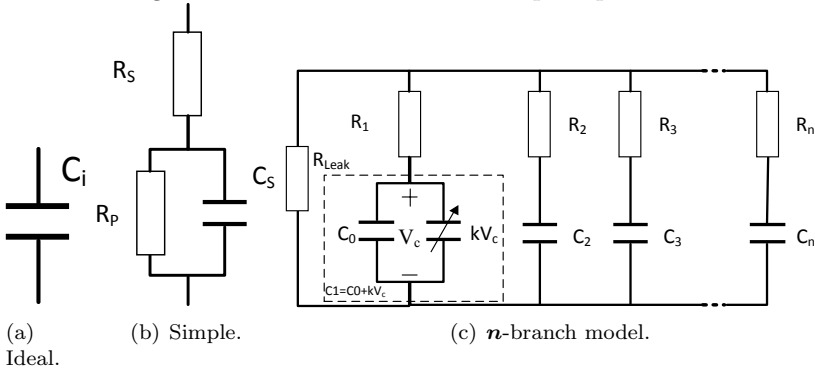 R_S
C_i
R_P
C_S
R_Leak
R_1
C_0
+
V_c
−
kV_c
C1=C0+kV_c
R_2
C_2
R_3
C_3
R_n
C_n
(a)
Ideal.
(b) Simple.
(c) n-branch model.